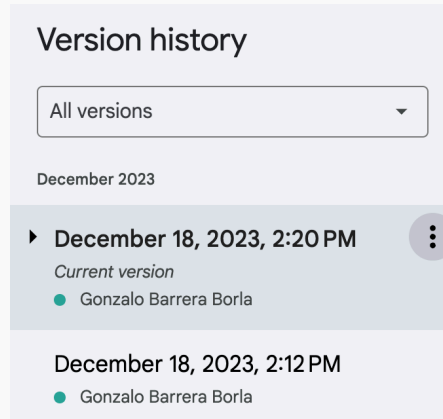 Version history
All versions
December 2023
December 18, 2023, 2:20 PM
Current version
Gonzalo Barrera Borla
December 18, 2023, 2:12 PM
Gonzalo Barrera Borla